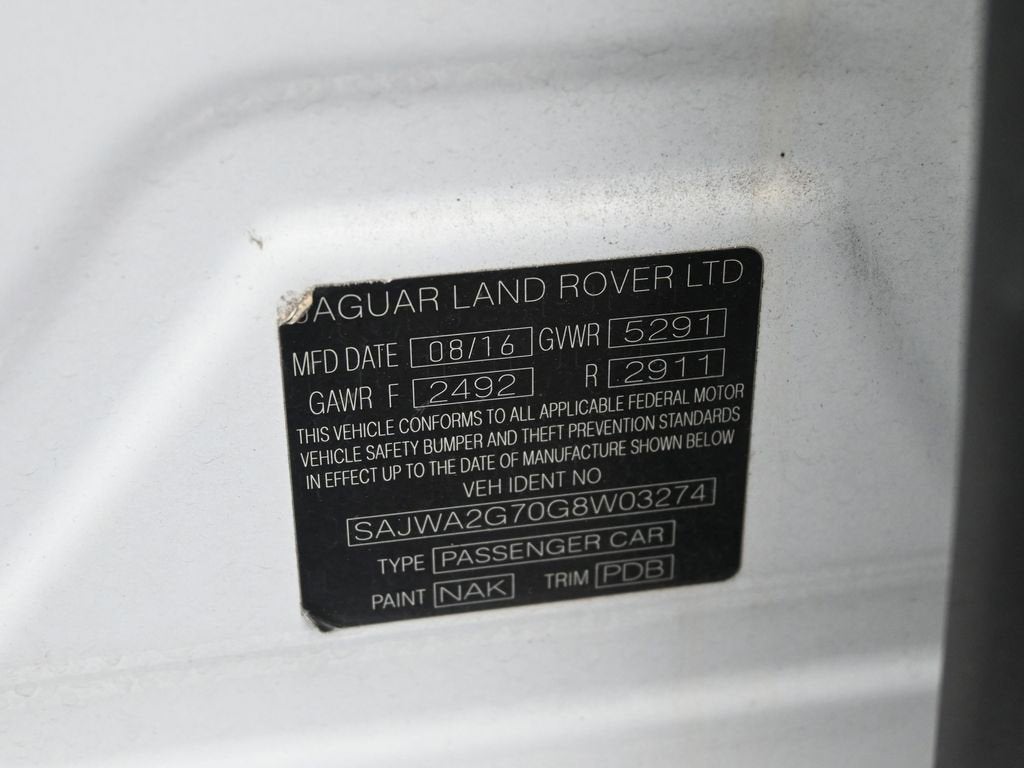 JAGUAR LAND ROVER LTD
MFD DATE 08/16 GVWR 5291
GAWR F 2492 R 2911
THIS VEHICLE CONFORMS TO ALL APPLICABLE FEDERAL MOTOR
VEHICLE SAFETY BUMPER AND THEFT PREVENTION STANDARDS
IN EFFECT UP TO THE DATE OF MANUFACTURE SHOWN BELOW
VEH IDENT NO
SAJWA2G70G8W03274
TYPE PASSENGER CAR
PAINT NAK TRIM PDB